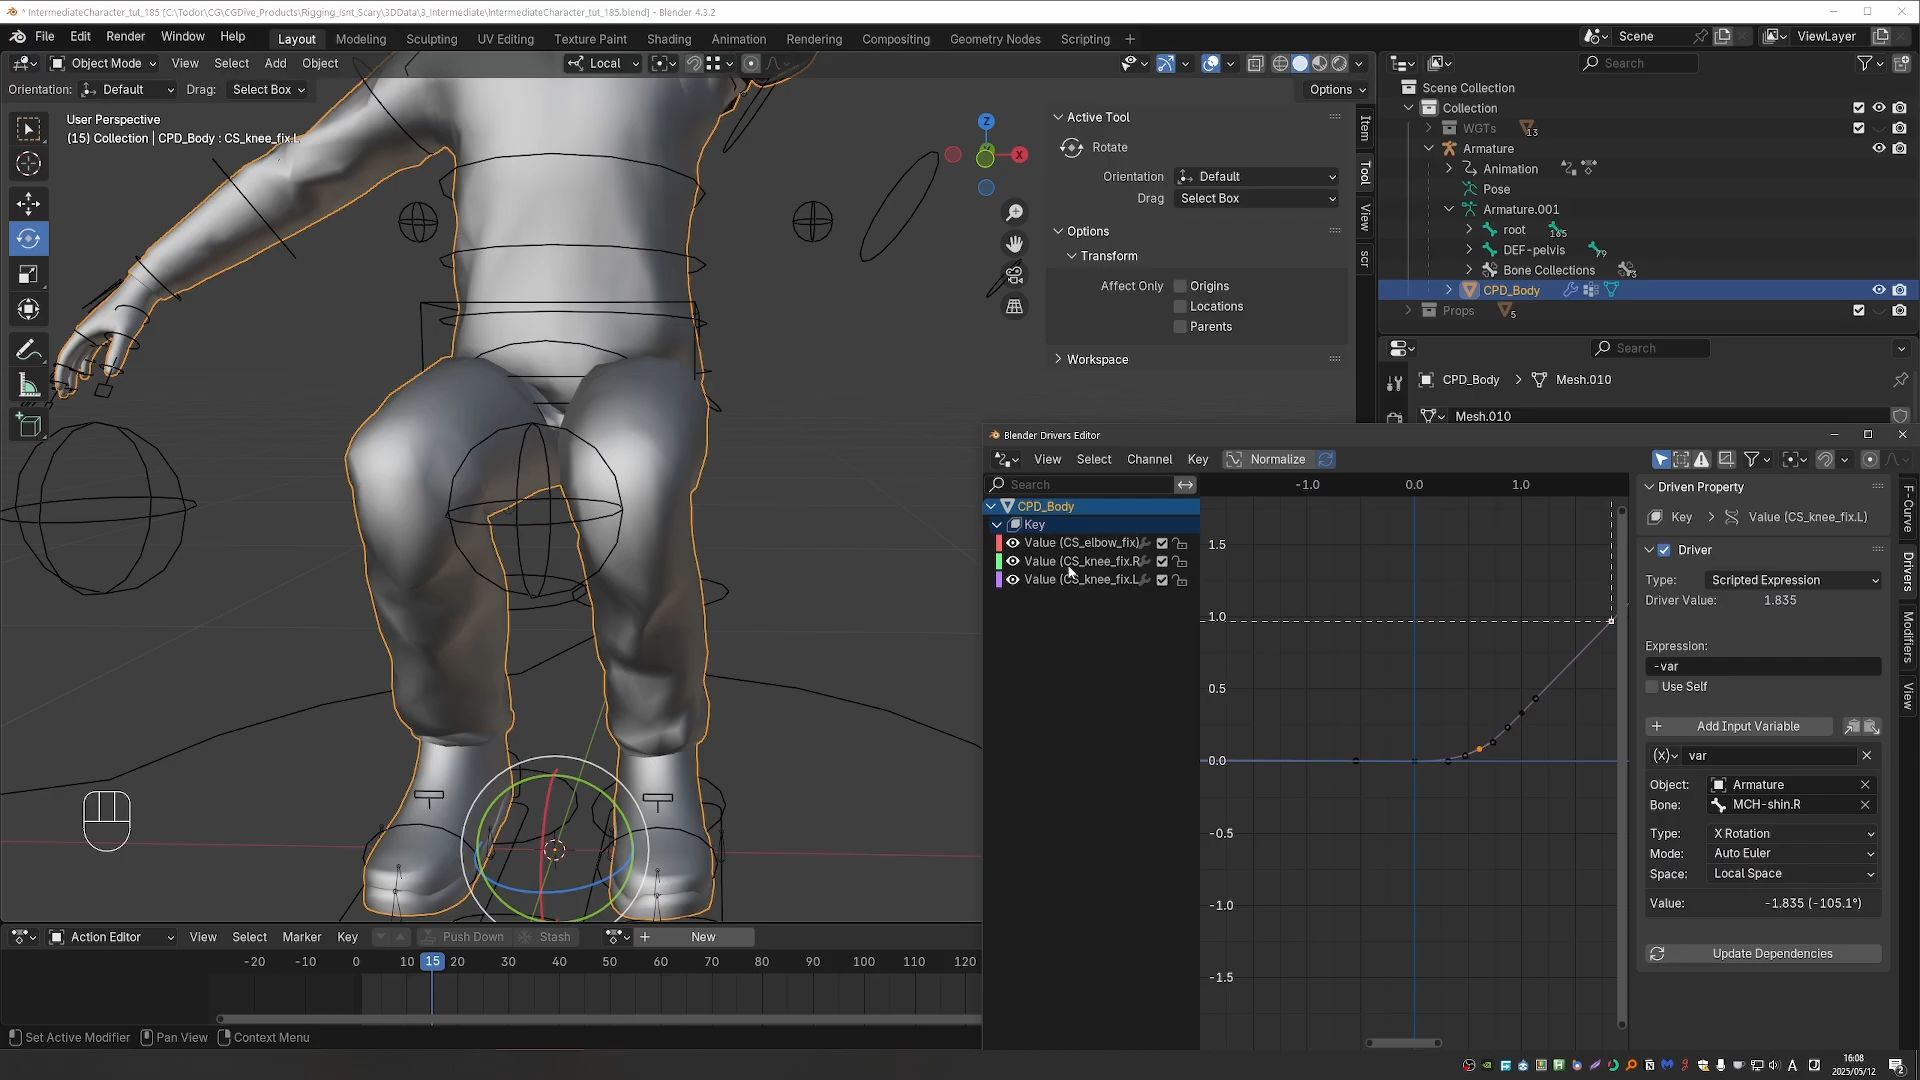 * IntermediateCharacter_tut_185 [C:\Todor\CG\CGDive_Products\Rigging_isnt_Scary\3DData\3_Intermediate\IntermediateCharacter_tut_185.blend] - Blender 4.3.2
File Edit Render Window Help
Layout Modeling Sculpting UV Editing Texture Paint Shading Animation Rendering Compositing Geometry Nodes Scripting +
Scene
ViewLayer
Object Mode View Select Add Object
Local
Orientation: Default Drag: Select Box
Options
User Perspective
(15) Collection | CPD_Body : CS_knee_fix.L
Z
X
Active Tool
Rotate
Orientation Default
Drag Select Box
Options
Transform
Affect Only Origins
Locations
Parents
Workspace
Item
Tool
View
scr
Search
Scene Collection
Collection
WGTs 13
Armature
Animation
Pose
Armature.001
root 165
DEF-pelvis 79
Bone Collections 3
CPD_Body
Props 5
Search
CPD_Body > Mesh.010
Mesh.010
Blender Drivers Editor
View Select Channel Key Normalize
Search
CPD_Body
Key
Value (CS_elbow_fix)
Value (CS_knee_fix.R
Value (CS_knee_fix.L
-1.0 0.0 1.0
1.5
1.0
0.5
0.0
-0.5
-1.0
-1.5
Driven Property
Key > Value (CS_knee_fix.L)
Driver
Type: Scripted Expression
Driver Value: 1.835
Expression:
-var
Use Self
+ Add Input Variable
(x) var
Object: Armature
Bone: MCH-shin.R
Type: X Rotation
Mode: Auto Euler
Space: Local Space
Value: -1.835 (-105.1°)
Update Dependencies
F-Curve
Drivers
Modifiers
View
Action Editor View Select Marker Key Push Down Stash + New
-20 -10 0 10 15 20 30 40 50 60 70 80 90 100 110 120
Set Active Modifier Pan View Context Menu
A
16:08
2025/05/12
2